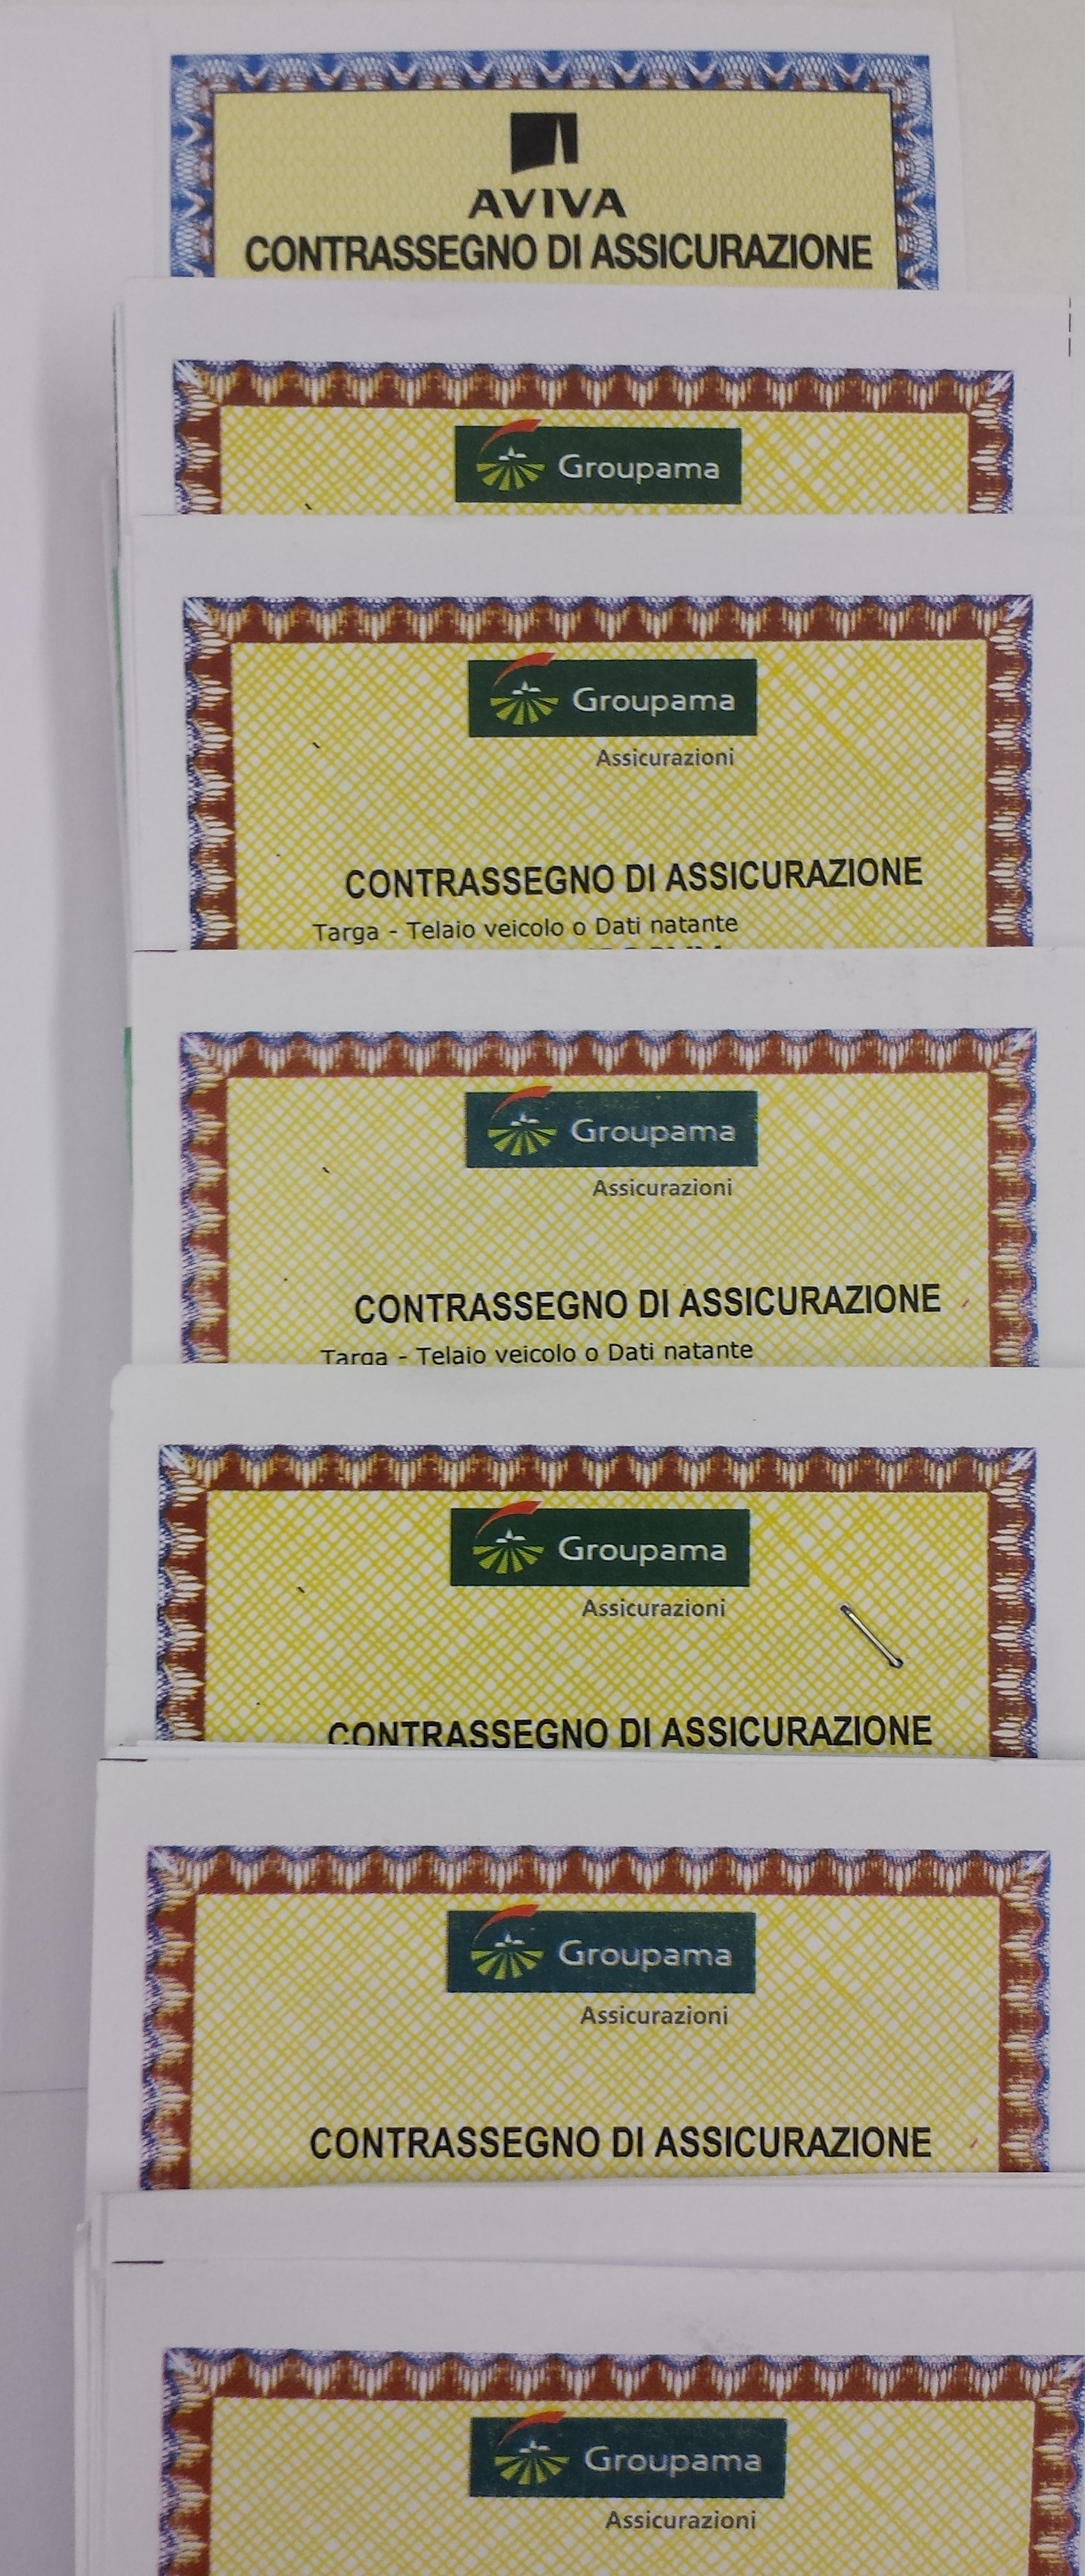 AVIVA
CONTRASSEGNO DI ASSICURAZIONE
Groupama
Groupama
Assicurazioni
CONTRASSEGNO DI ASSICURAZIONE
Targa - Telaio veicolo o Dati natante
Groupama
Assicurazioni
CONTRASSEGNO DI ASSICURAZIONE
Targa - Telaio veicolo o Dati natante
Groupama
Assicurazioni
CONTRASSEGNO DI ASSICURAZIONE
Groupama
Assicurazioni
CONTRASSEGNO DI ASSICURAZIONE
Groupama
Assicurazioni